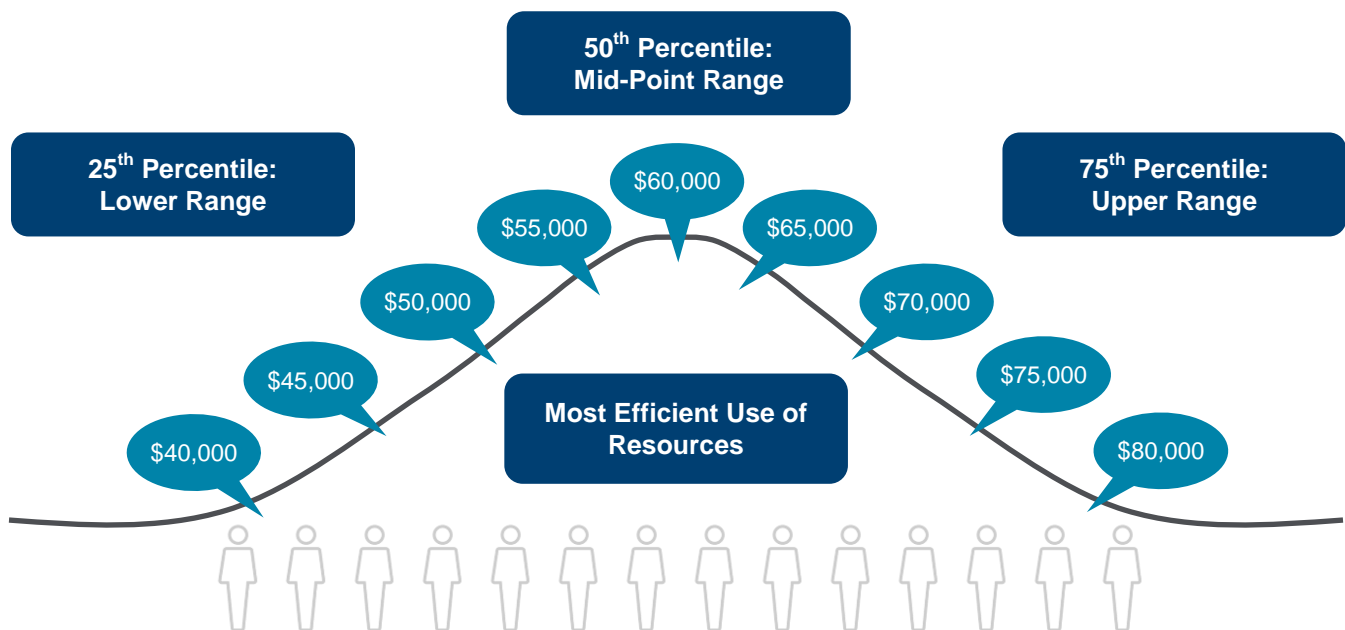 50th Percentile:
Mid-Point Range
25th Percentile:
Lower Range
75th Percentile:
Upper Range
$60,000
$55,000
$65,000
$50,000
$70,000
$45,000
$75,000
Most Efficient Use of
Resources
$40,000
$80,000